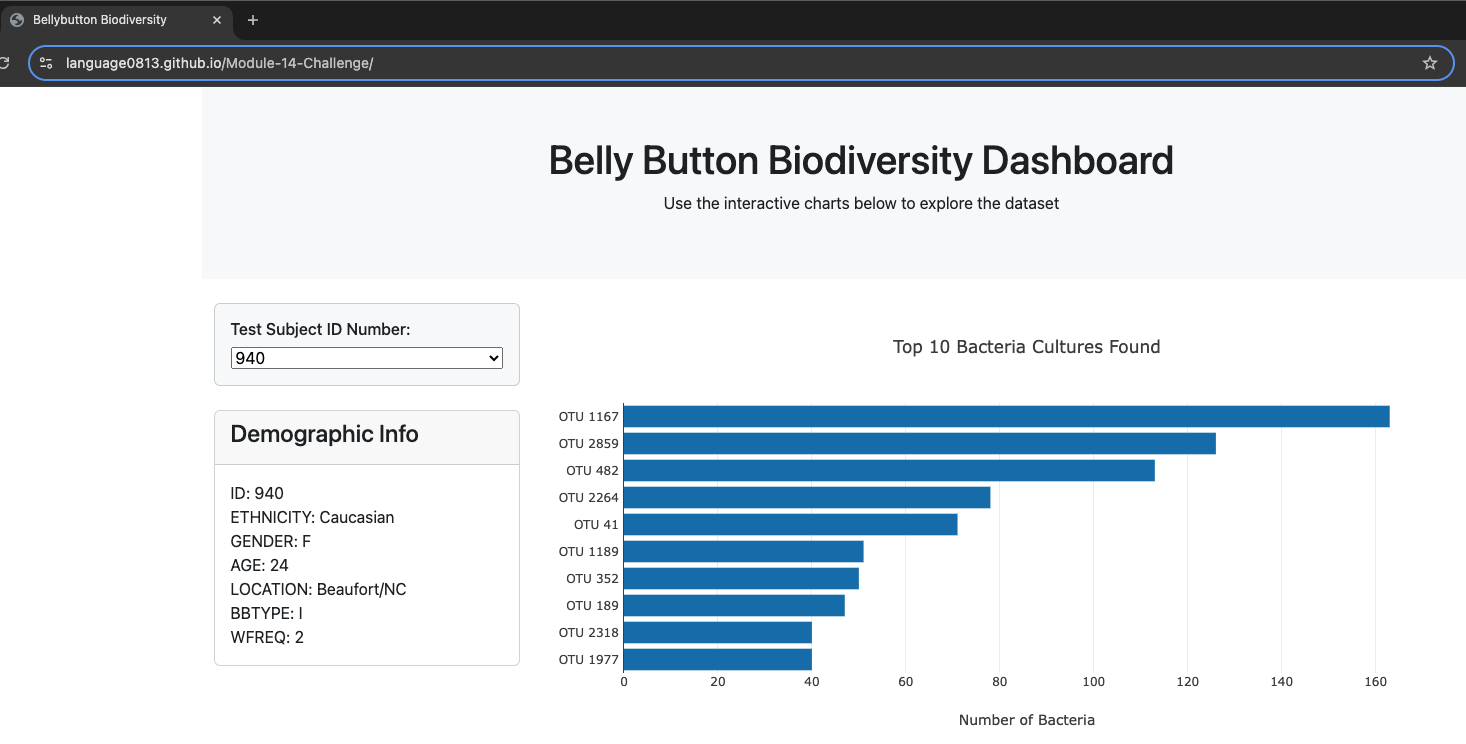 Bellybutton Biodiversity
language0813.github.io/Module-14-Challenge/
Belly Button Biodiversity Dashboard
Use the interactive charts below to explore the dataset
Test Subject ID Number:
940
Demographic Info
ID: 940
ETHNICITY: Caucasian
GENDER: F
AGE: 24
LOCATION: Beaufort/NC
BBTYPE: I
WFREQ: 2
Top 10 Bacteria Cultures Found
OTU 1167
OTU 2859
OTU 482
OTU 2264
OTU 41
OTU 1189
OTU 352
OTU 189
OTU 2318
OTU 1977
0 20 40 60 80 100 120 140 160
Number of Bacteria